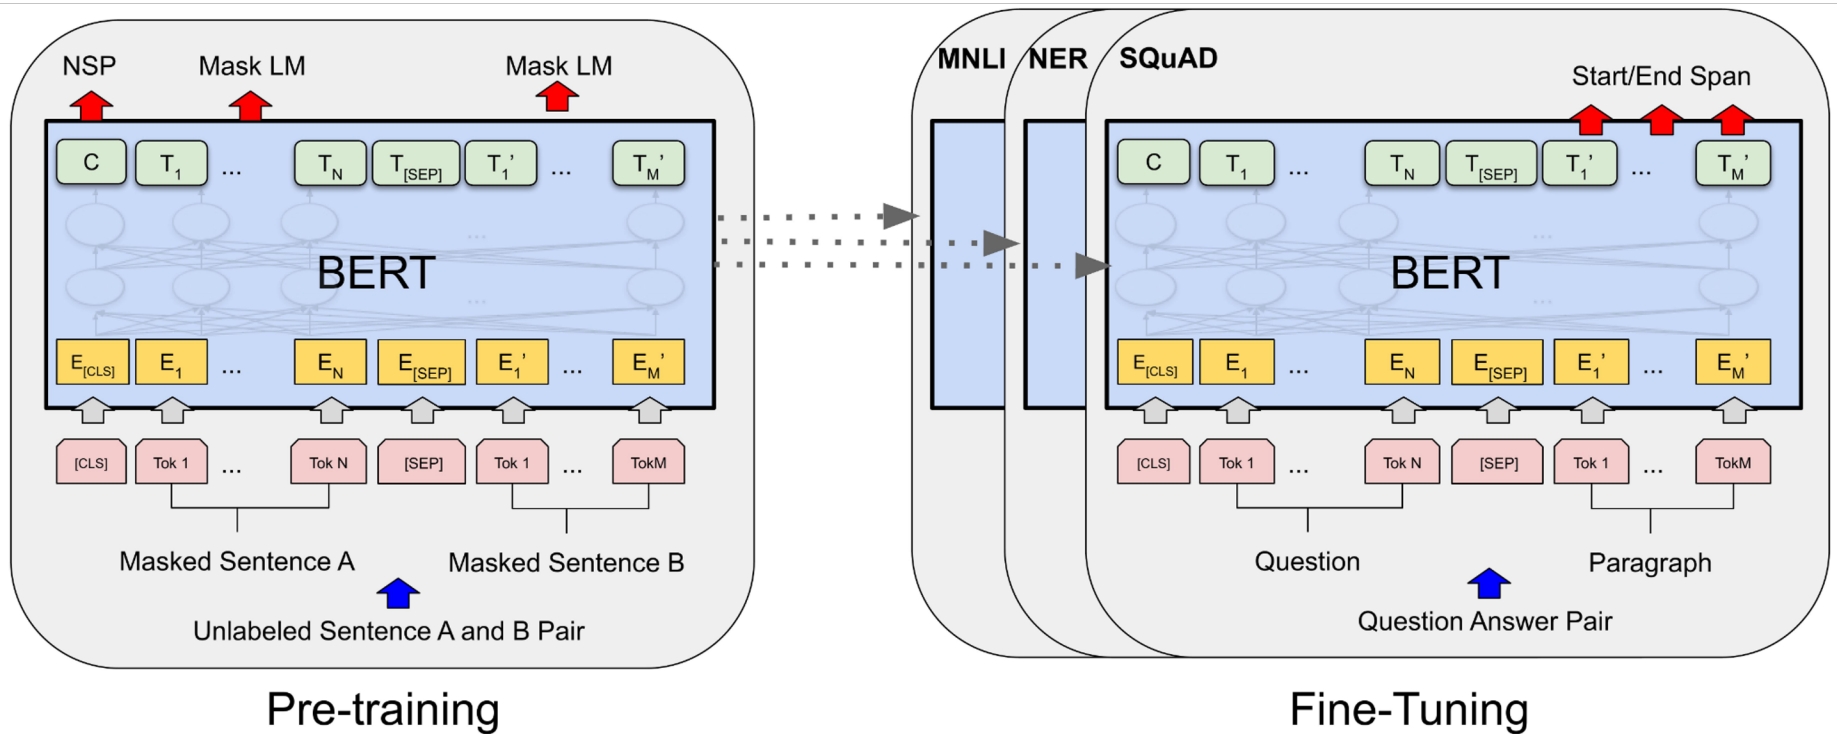 NSP Mask LM Mask LM
C T1 ... TN T[SEP] T1' ... TM'
...
BERT
...
E[CLS] E1 ... EN E[SEP] E1' ... EM'
[CLS] Tok 1 ... Tok N [SEP] Tok 1 ... TokM
Masked Sentence A Masked Sentence B
Unlabeled Sentence A and B Pair
Pre-training
MNLI NER SQuAD
Start/End Span
C T1 ... TN T[SEP] T1' ... TM'
...
BERT
...
E[CLS] E1 ... EN E[SEP] E1' ... EM'
[CLS] Tok 1 ... Tok N [SEP] Tok 1 ... TokM
Question Paragraph
Question Answer Pair
Fine-Tuning